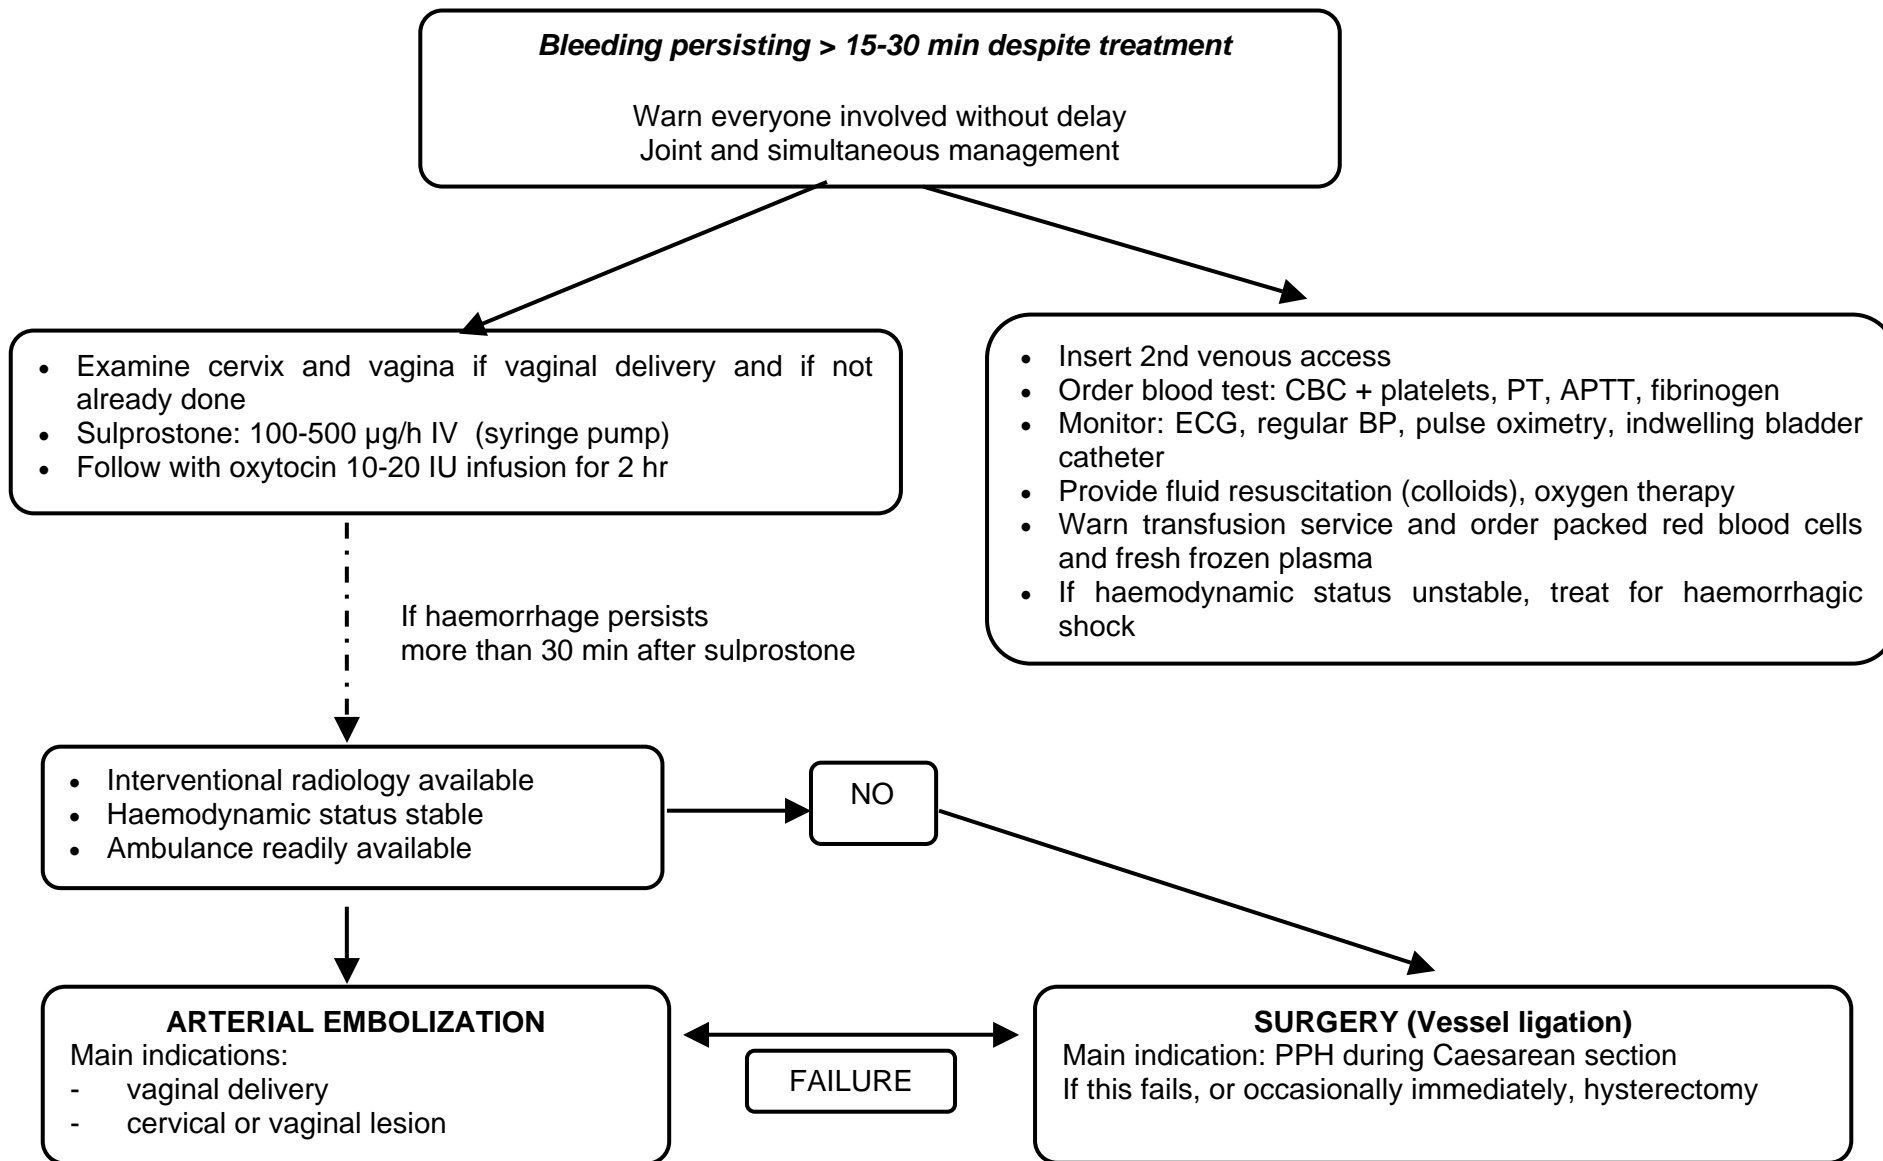 Bleeding persisting > 15-30 min despite treatment
Warn everyone involved without delay
Joint and simultaneous management
• Examine cervix and vagina if vaginal delivery and if not
already done
• Sulprostone: 100-500 µg/h IV (syringe pump)
• Follow with oxytocin 10-20 IU infusion for 2 hr
• Insert 2nd venous access
• Order blood test: CBC + platelets, PT, APTT, fibrinogen
• Monitor: ECG, regular BP, pulse oximetry, indwelling bladder
catheter
• Provide fluid resuscitation (colloids), oxygen therapy
• Warn transfusion service and order packed red blood cells
and fresh frozen plasma
• If haemodynamic status unstable, treat for haemorrhagic
shock
If haemorrhage persists
more than 30 min after sulprostone
• Interventional radiology available
• Haemodynamic status stable
• Ambulance readily available
NO
ARTERIAL EMBOLIZATION
Main indications:
- vaginal delivery
- cervical or vaginal lesion
FAILURE
SURGERY (Vessel ligation)
Main indication: PPH during Caesarean section
If this fails, or occasionally immediately, hysterectomy